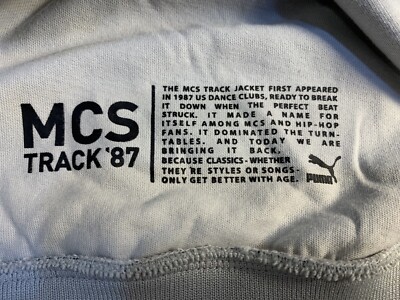 MCS
TRACK '87
THE MCS TRACK JACKET FIRST APPEARED
IN 1987 US DANCE CLUBS, READY TO BREAK
IT DOWN WHEN THE PERFECT BEAT
STRUCK. IT MADE A NAME FOR
ITSELF AMONG MCS AND HIP-HOP
FANS. IT DOMINATED THE TURN-
TABLES. AND TODAY WE ARE
BRINGING IT BACK.
BECAUSE CLASSICS - WHETHER
THEY'RE STYLES OR SONGS -
ONLY GET BETTER WITH AGE.
PUMA